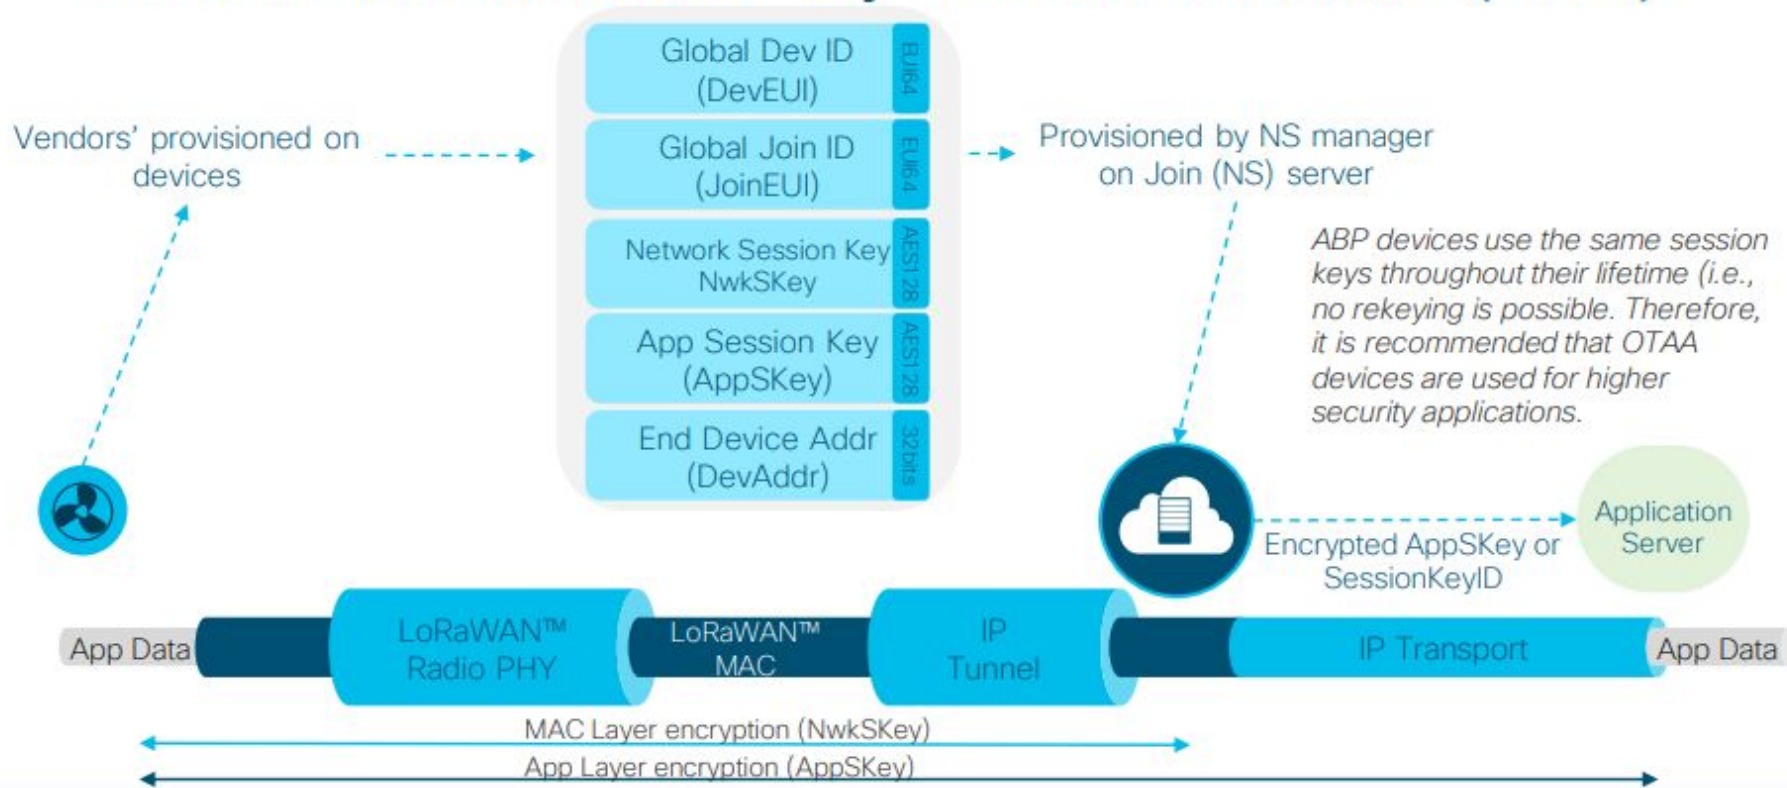 Global Dev ID
(DevEUI)
EUI64
Vendors' provisioned on
devices
Global Join ID
(JoinEUI)
EUI64
Provisioned by NS manager
on Join (NS) server
Network Session Key
NwkSKey
AES128
ABP devices use the same session
keys throughout their lifetime (i.e.,
no rekeying is possible. Therefore,
it is recommended that OTAA
devices are used for higher
security applications.
App Session Key
(AppSKey)
AES128
End Device Addr
(DevAddr)
32bits
Application
Server
Encrypted AppSKey or
SessionKeyID
App Data
LoRaWAN™
Radio PHY
LoRaWAN™
MAC
IP
Tunnel
IP Transport
App Data
MAC Layer encryption (NwkSKey)
App Layer encryption (AppSKey)